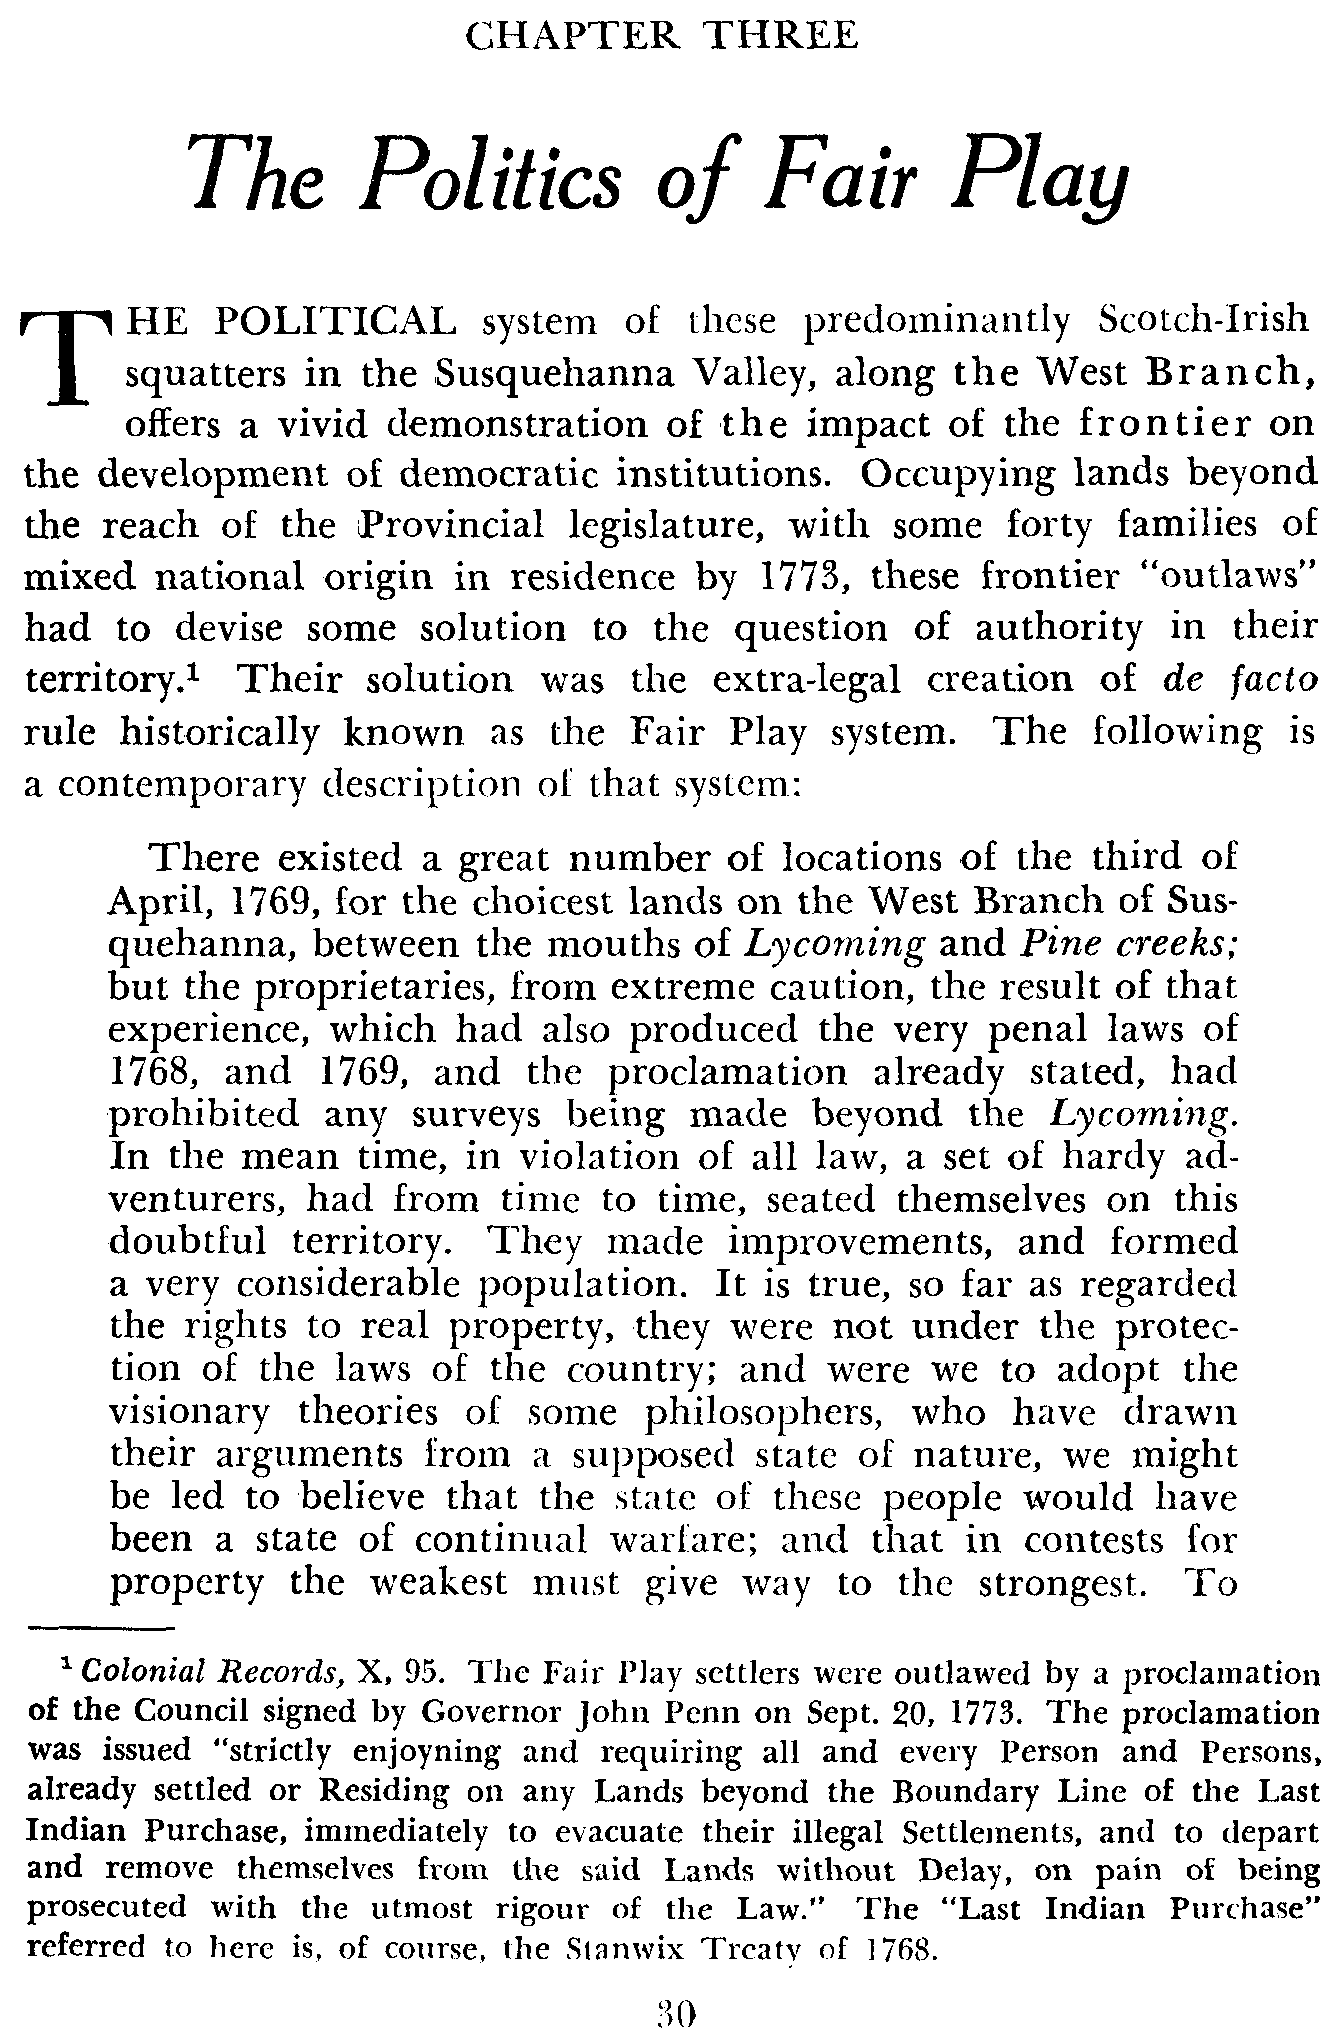 CHAPTER THREE
The Politics of Fair Play
THE POLITICAL system of these predominantly Scotch-Irish
squatters in the Susquehanna Valley, along the West Branch,
offers a vivid demonstration of the impact of the frontier on
the development of democratic institutions. Occupying lands beyond
the reach of the Provincial legislature, with some forty families of
mixed national origin in residence by 1773, these frontier "outlaws"
had to devise some solution to the question of authority in their
territory.¹ Their solution was the extra-legal creation of de facto
rule historically known as the Fair Play system. The following is
a contemporary description of that system:
There existed a great number of locations of the third of
April, 1769, for the choicest lands on the West Branch of Sus-
quehanna, between the mouths of Lycoming and Pine creeks;
but the proprietaries, from extreme caution, the result of that
experience, which had also produced the very penal laws of
1768, and 1769, and the proclamation already stated, had
prohibited any surveys being made beyond the Lycoming.
In the mean time, in violation of all law, a set of hardy ad-
venturers, had from time to time, seated themselves on this
doubtful territory. They made improvements, and formed
a very considerable population. It is true, so far as regarded
the rights to real property, they were not under the protec-
tion of the laws of the country; and were we to adopt the
visionary theories of some philosophers, who have drawn
their arguments from a supposed state of nature, we might
be led to believe that the state of these people would have
been a state of continual warfare; and that in contests for
property the weakest must give way to the strongest. To
¹ Colonial Records, X, 95. The Fair Play settlers were outlawed by a proclamation
of the Council signed by Governor John Penn on Sept. 20, 1773. The proclamation
was issued "strictly enjoyning and requiring all and every Person and Persons,
already settled or Residing on any Lands beyond the Boundary Line of the Last
Indian Purchase, immediately to evacuate their illegal Settlements, and to depart
and remove themselves from the said Lands without Delay, on pain of being
prosecuted with the utmost rigour of the Law." The "Last Indian Purchase"
referred to here is, of course, the Stanwix Treaty of 1768.
30